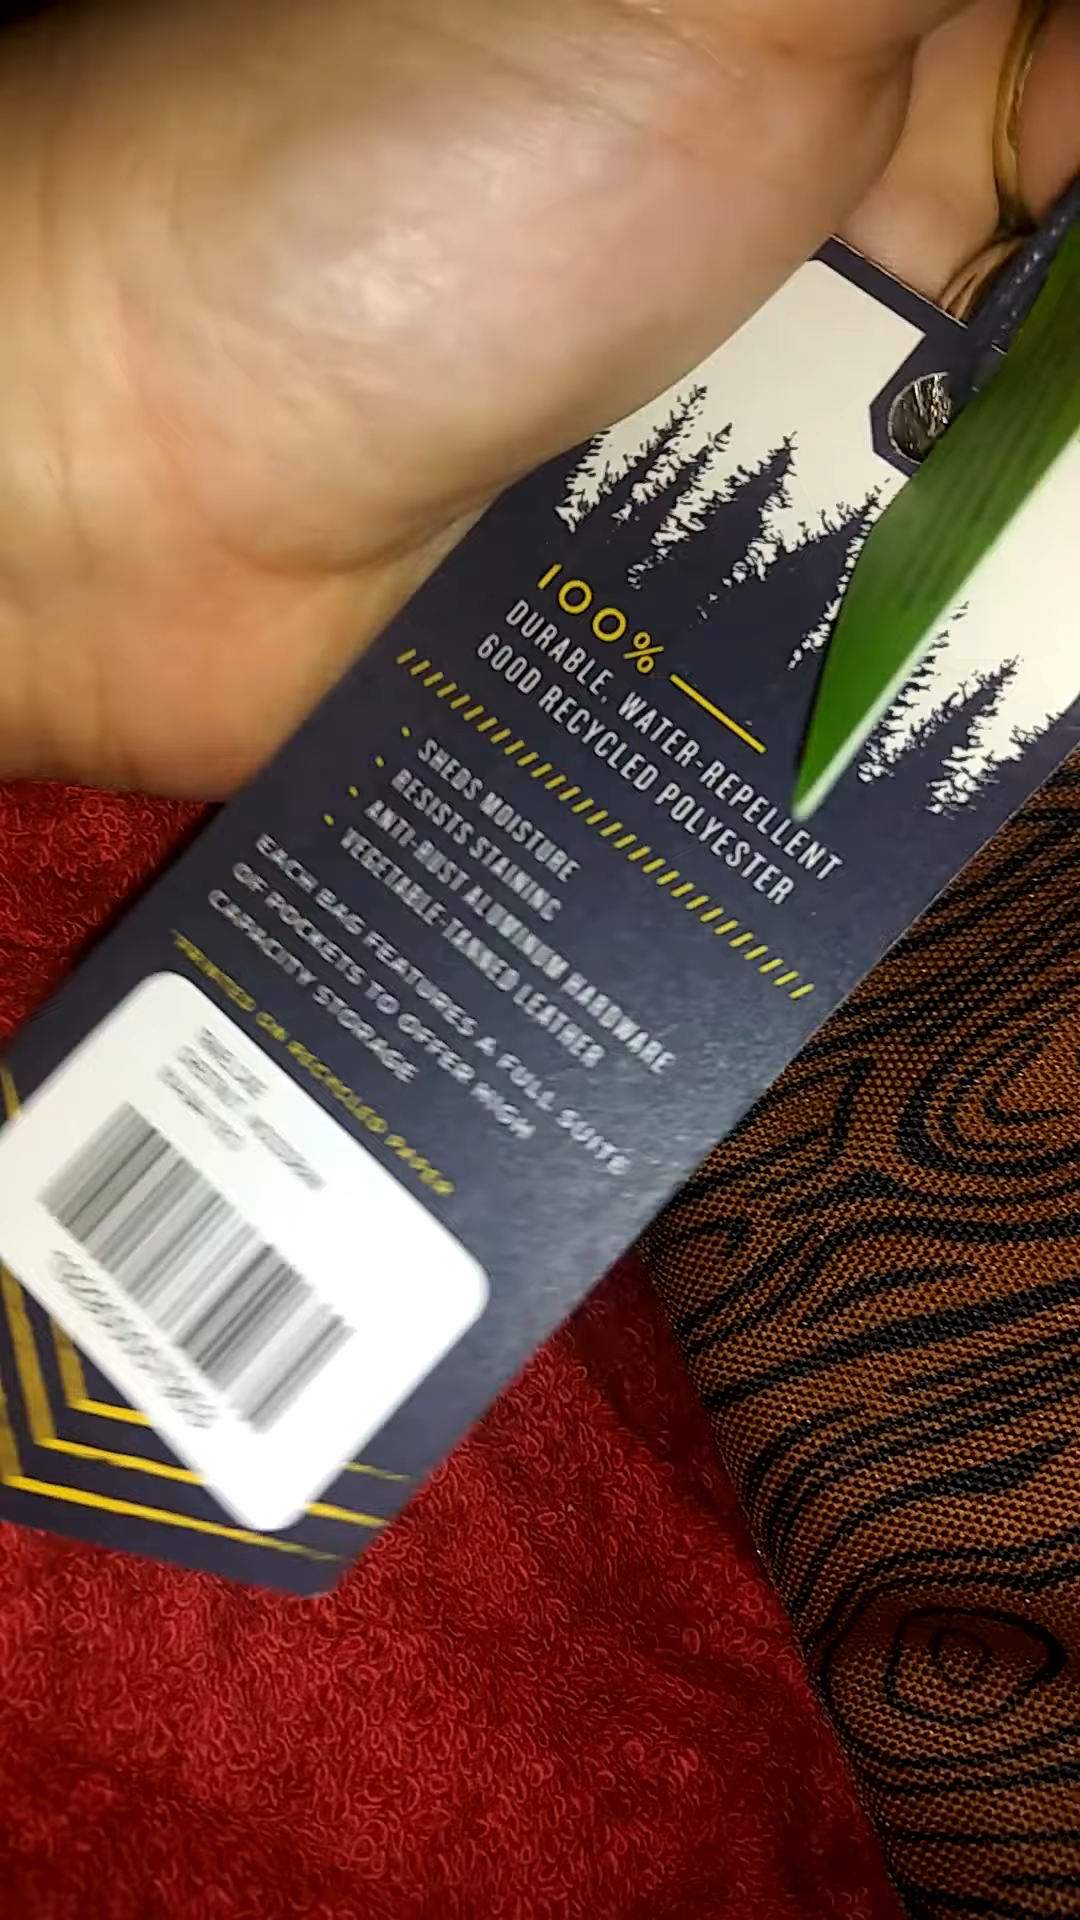 100%
DURABLE, WATER-REPELLENT
600D RECYCLED POLYESTER
- SHEDS MOISTURE
- RESISTS STAINING
- ANTI-RUST ALUMINUM HARDWARE
- VEGETABLE-TANNED LEATHER
EACH BAG FEATURES A FULL SUITE
OF POCKETS TO OFFER HIGH
CAPACITY STORAGE
PRINTED ON RECYCLED PAPER